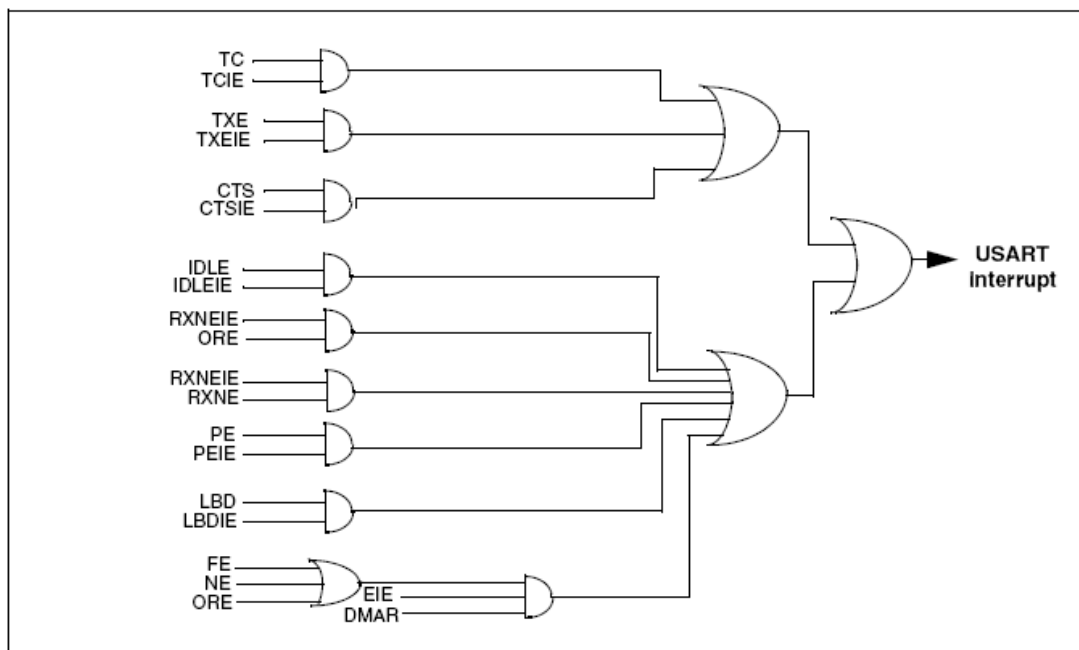 TC
TCIE
TXE
TXEIE
CTS
CTSIE
IDLE
IDLEIE
RXNEIE
ORE
RXNEIE
RXNE
PE
PEIE
LBD
LBDIE
FE
NE
ORE
EIE
DMAR
USART
interrupt